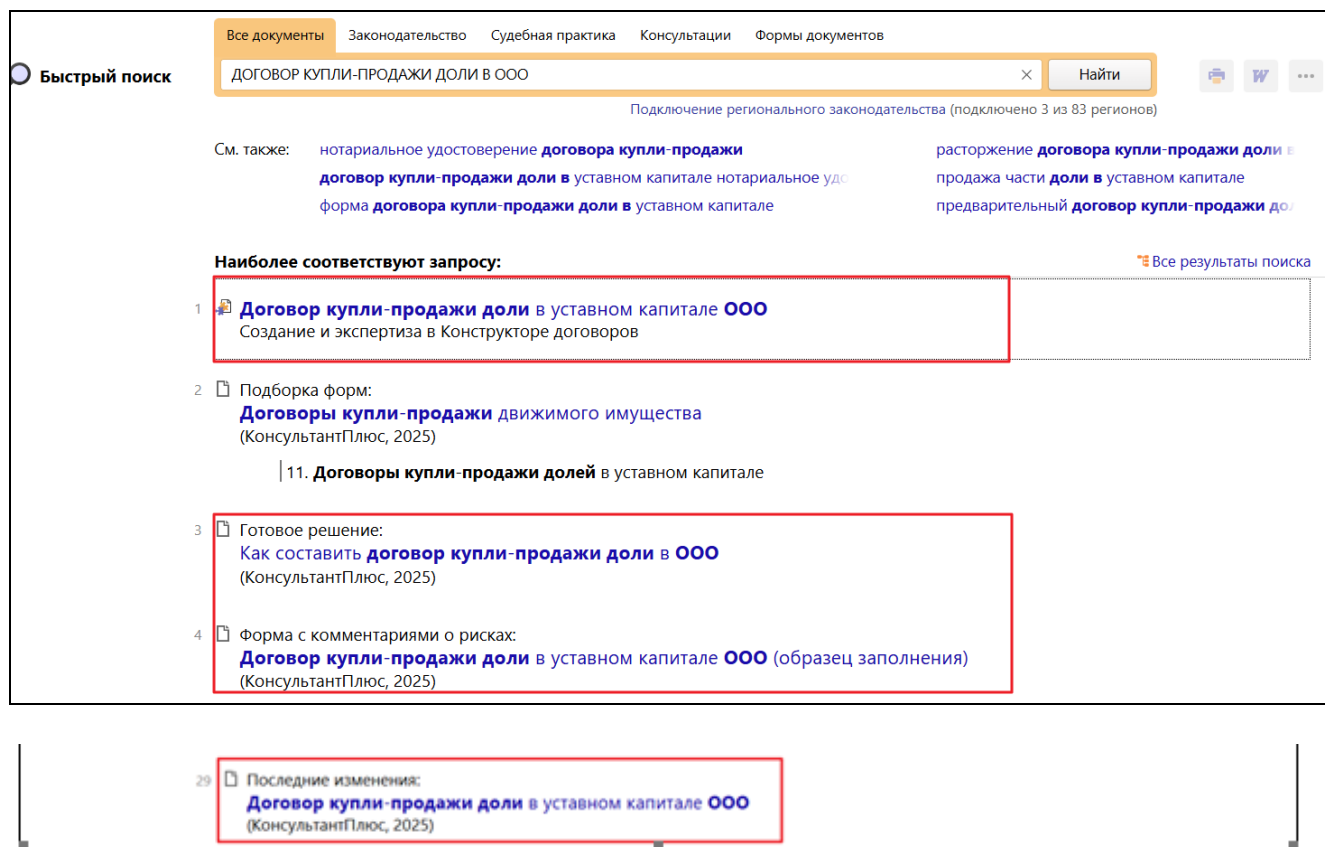 Все документы Законодательство Судебная практика Консультации Формы документов
Быстрый поиск ДОГОВОР КУПЛИ-ПРОДАЖИ ДОЛИ В ООО × Найти W ...
Подключение регионального законодательства (подключено 3 из 83 регионов)
См. также: нотариальное удостоверение договора купли-продажи расторжение договора купли-продажи доли в
договор купли-продажи доли в уставном капитале нотариальное удо продажа части доли в уставном капитале
форма договора купли-продажи доли в уставном капитале предварительный договор купли-продажи до
Наиболее соответствуют запросу: Все результаты поиска
1 Договор купли-продажи доли в уставном капитале ООО
Создание и экспертиза в Конструкторе договоров
2 Подборка форм:
Договоры купли-продажи движимого имущества
(КонсультантПлюс, 2025)
11. Договоры купли-продажи долей в уставном капитале
3 Готовое решение:
Как составить договор купли-продажи доли в ООО
(КонсультантПлюс, 2025)
4 Форма с комментариями о рисках:
Договор купли-продажи доли в уставном капитале ООО (образец заполнения)
(КонсультантПлюс, 2025)
29 Последние изменения:
Договор купли-продажи доли в уставном капитале ООО
(КонсультантПлюс, 2025)